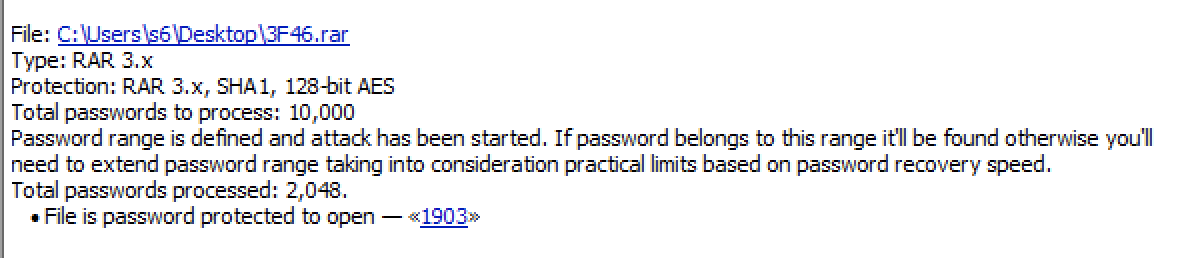 File: C:\Users\s6\Desktop\3F46.rar
Type: RAR 3.x
Protection: RAR 3.x, SHA1, 128-bit AES
Total passwords to process: 10,000
Password range is defined and attack has been started. If password belongs to this range it'll be found otherwise you'll
need to extend password range taking into consideration practical limits based on password recovery speed.
Total passwords processed: 2,048.
• File is password protected to open — «1903»